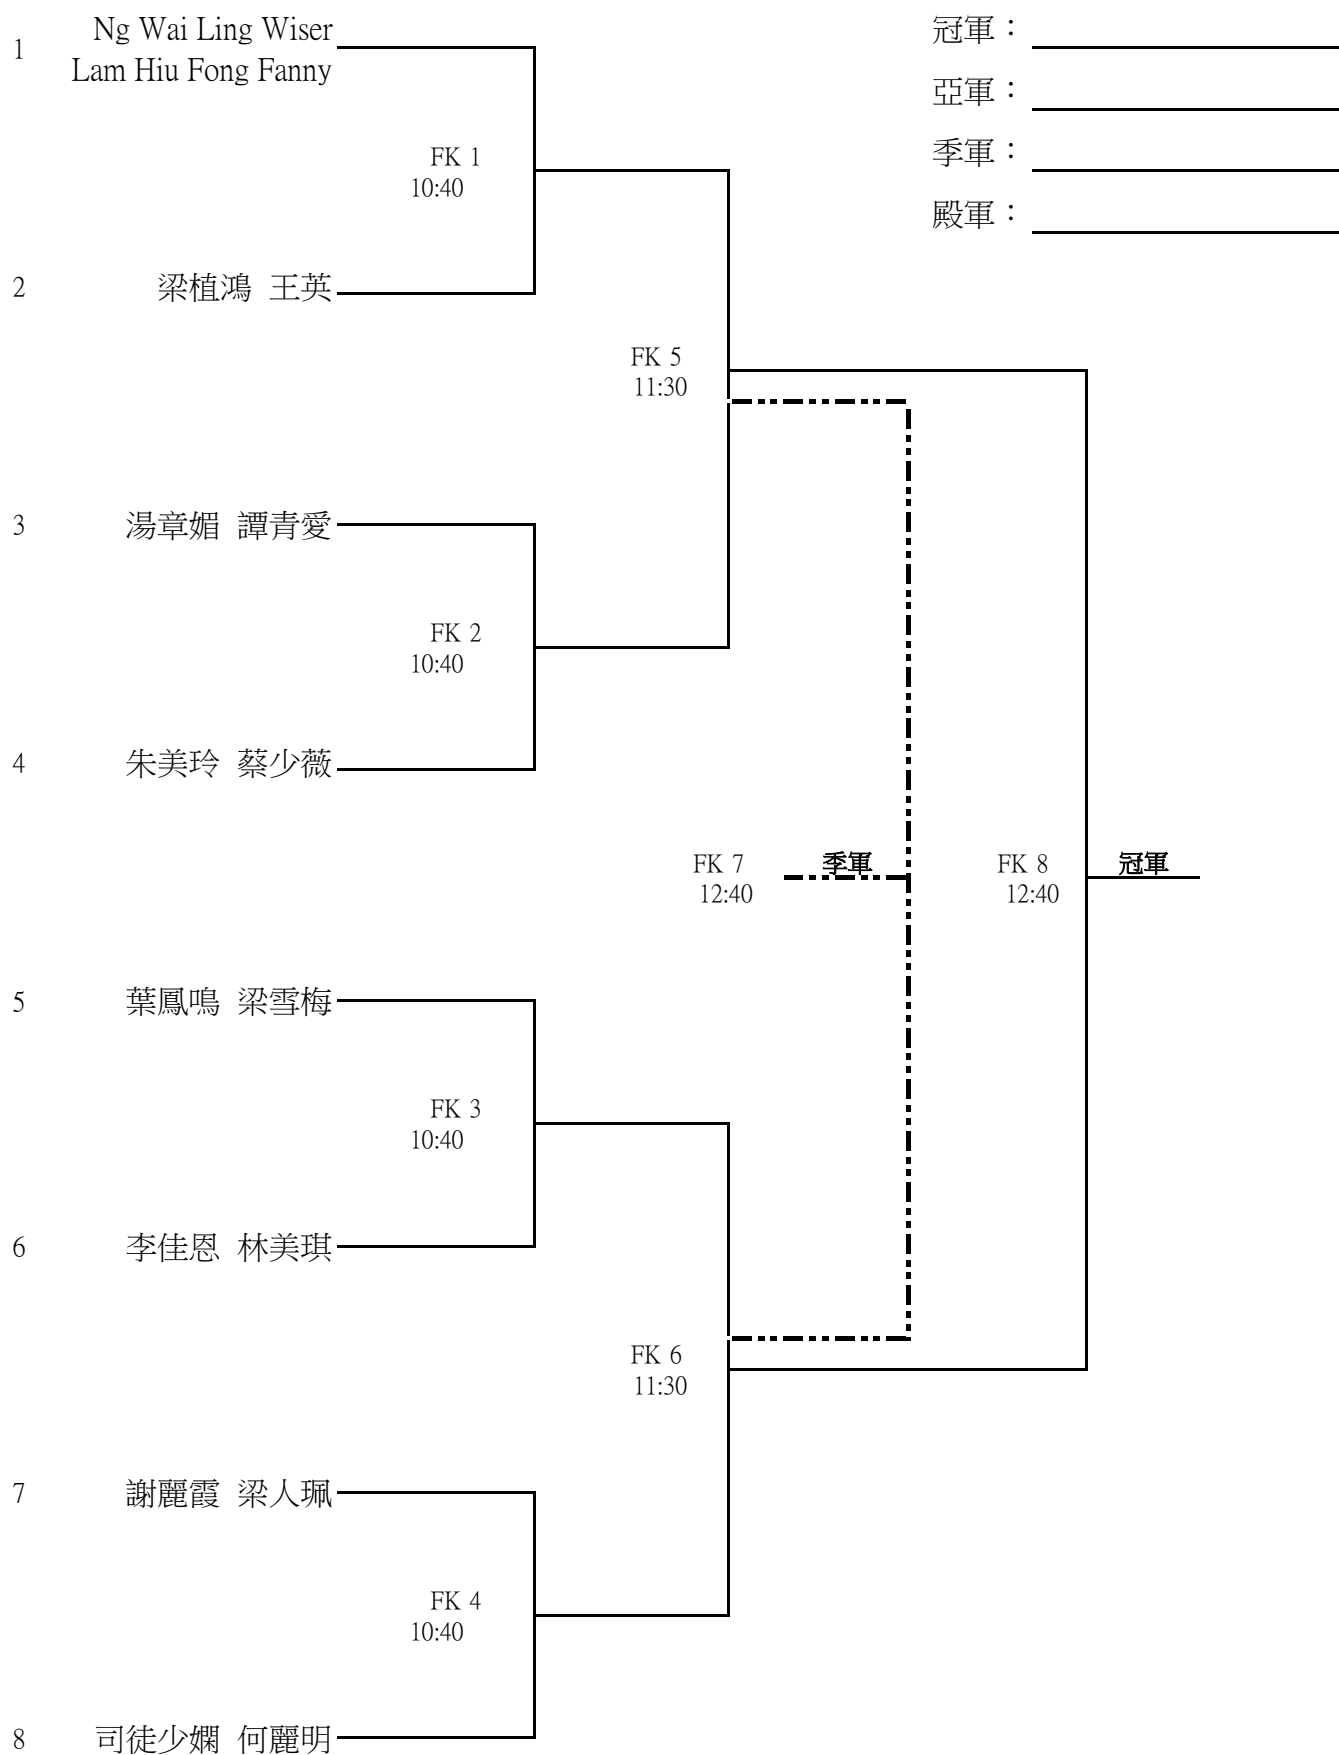 1
Ng Wai Ling Wiser
Lam Hiu Fong Fanny
冠軍：
亞軍：
季軍：
殿軍：
FK 1
10:40
2 梁植鴻 王英
FK 5
11:30
3 湯章媚 譚青愛
FK 2
10:40
4 朱美玲 蔡少薇
FK 7
12:40
季軍
FK 8
12:40
冠軍
5 葉鳳鳴 梁雪梅
FK 3
10:40
6 李佳恩 林美琪
FK 6
11:30
7 謝麗霞 梁人珮
FK 4
10:40
8 司徒少嫻 何麗明